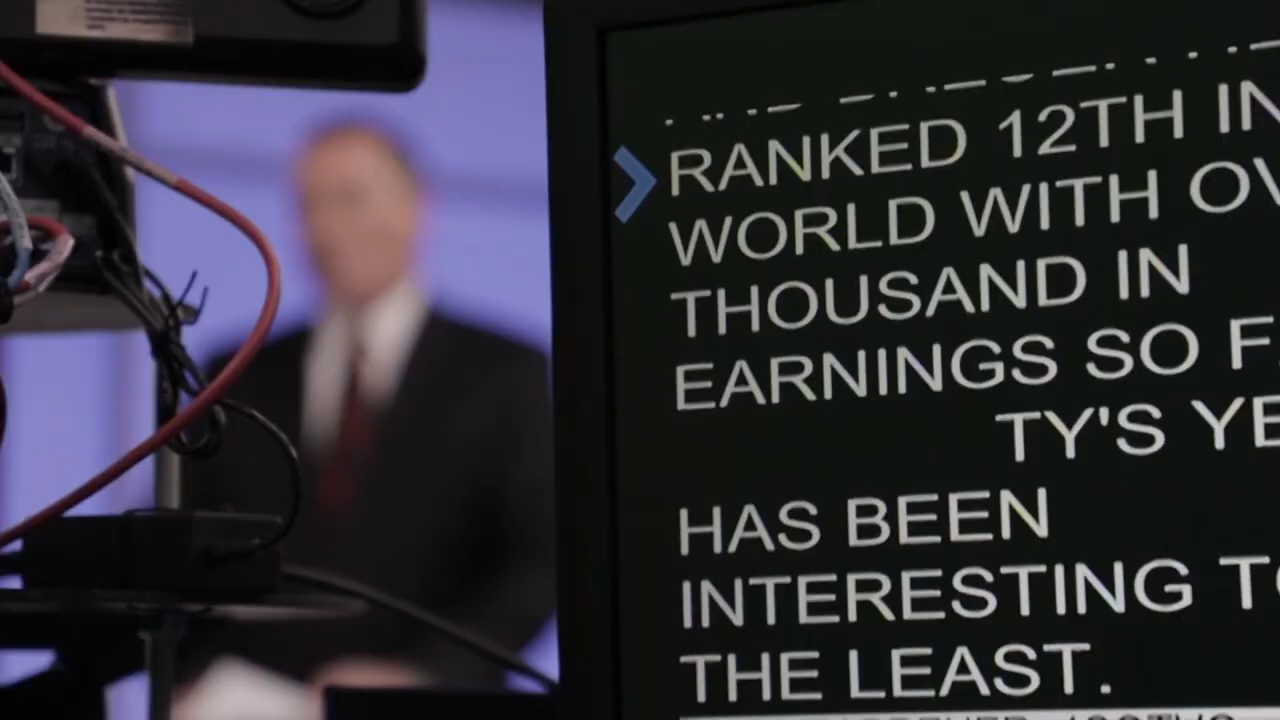 RANKED 12TH IN
WORLD WITH OV
THOUSAND IN
EARNINGS SO F
TY'S YE
HAS BEEN
INTERESTING TO
THE LEAST.